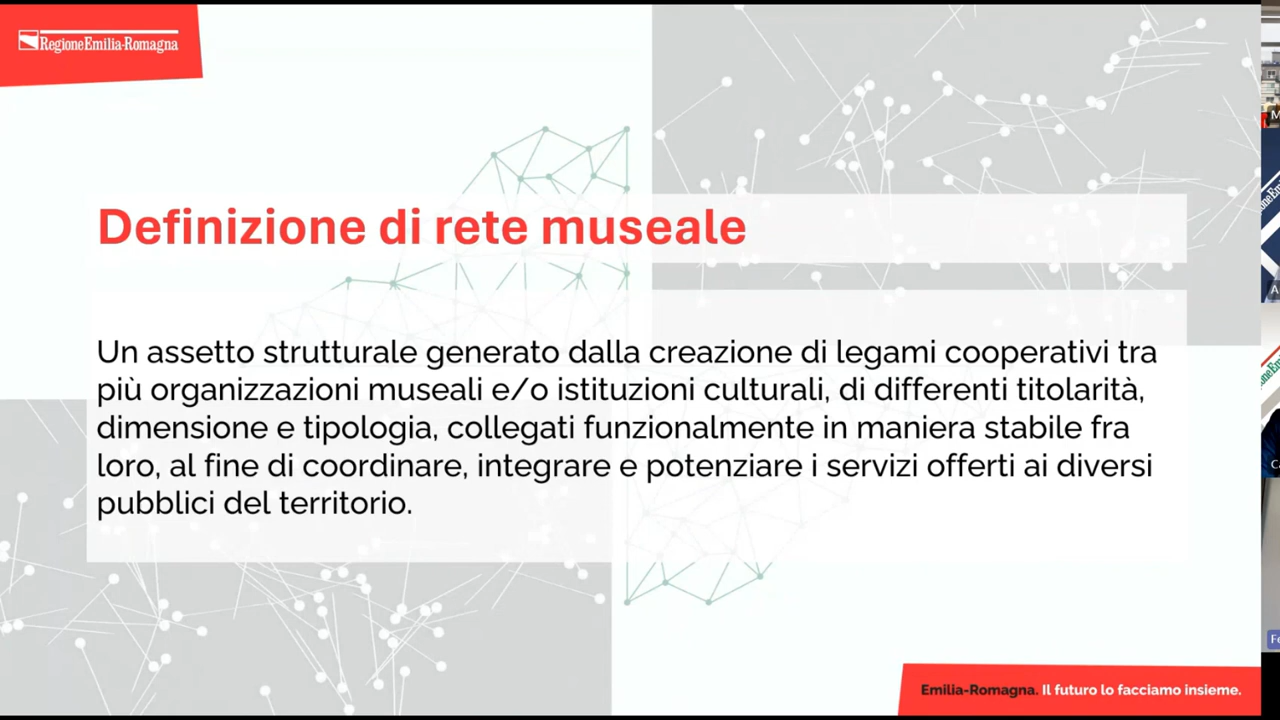 RegioneEmilia-Romagna
Definizione di rete museale
Un assetto strutturale generato dalla creazione di legami cooperativi tra
più organizzazioni museali e/o istituzioni culturali, di differenti titolarità,
dimensione e tipologia, collegati funzionalmente in maniera stabile fra
loro, al fine di coordinare, integrare e potenziare i servizi offerti ai diversi
pubblici del territorio.
Emilia-Romagna. Il futuro lo facciamo insieme.